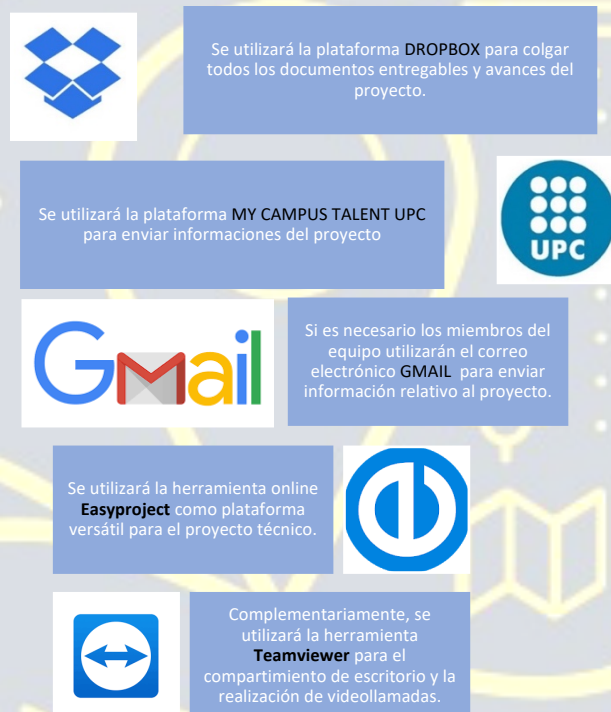 Se utilizará la plataforma DROPBOX para colgar
todos los documentos entregables y avances del
proyecto.
Se utilizará la plataforma MY CAMPUS TALENT UPC
para enviar informaciones del proyecto
UPC
Gmail
Si es necesario los miembros del
equipo utilizarán el correo
electrónico GMAIL para enviar
información relativo al proyecto.
Se utilizará la herramienta online
Easyproject como plataforma
versátil para el proyecto técnico.
Complementariamente, se
utilizará la herramienta
Teamviewer para el
compartimiento de escritorio y la
realización de videollamadas.